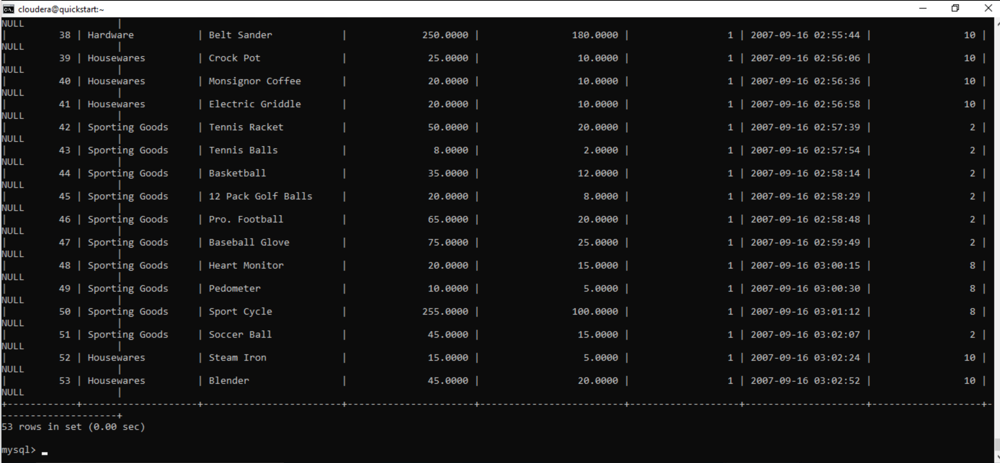 cloudera@quickstart:~
NULL                |
|         38 | Hardware           | Belt Sander            |             250.0000 |                180.0000 |                 1 | 2007-09-16 02:55:44 |                10 |
NULL                |
|         39 | Housewares         | Crock Pot              |              25.0000 |                 10.0000 |                 1 | 2007-09-16 02:56:06 |                10 |
NULL                |
|         40 | Housewares         | Monsignor Coffee       |              20.0000 |                 10.0000 |                 1 | 2007-09-16 02:56:36 |                10 |
NULL                |
|         41 | Housewares         | Electric Griddle       |              20.0000 |                 10.0000 |                 1 | 2007-09-16 02:56:58 |                10 |
NULL                |
|         42 | Sporting Goods     | Tennis Racket          |              50.0000 |                 20.0000 |                 1 | 2007-09-16 02:57:39 |                 2 |
NULL                |
|         43 | Sporting Goods     | Tennis Balls           |               8.0000 |                  2.0000 |                 1 | 2007-09-16 02:57:54 |                 2 |
NULL                |
|         44 | Sporting Goods     | Basketball             |              35.0000 |                 12.0000 |                 1 | 2007-09-16 02:58:14 |                 2 |
NULL                |
|         45 | Sporting Goods     | 12 Pack Golf Balls     |              20.0000 |                  8.0000 |                 1 | 2007-09-16 02:58:29 |                 2 |
NULL                |
|         46 | Sporting Goods     | Pro. Football          |              65.0000 |                 20.0000 |                 1 | 2007-09-16 02:58:48 |                 2 |
NULL                |
|         47 | Sporting Goods     | Baseball Glove         |              75.0000 |                 25.0000 |                 1 | 2007-09-16 02:59:49 |                 2 |
NULL                |
|         48 | Sporting Goods     | Heart Monitor          |              20.0000 |                 15.0000 |                 1 | 2007-09-16 03:00:15 |                 8 |
NULL                |
|         49 | Sporting Goods     | Pedometer              |              10.0000 |                  5.0000 |                 1 | 2007-09-16 03:00:30 |                 8 |
NULL                |
|         50 | Sporting Goods     | Sport Cycle            |             255.0000 |                100.0000 |                 1 | 2007-09-16 03:01:12 |                 8 |
NULL                |
|         51 | Sporting Goods     | Soccer Ball            |              45.0000 |                 15.0000 |                 1 | 2007-09-16 03:02:07 |                 2 |
NULL                |
|         52 | Housewares         | Steam Iron             |              15.0000 |                  5.0000 |                 1 | 2007-09-16 03:02:24 |                10 |
NULL                |
|         53 | Housewares         | Blender                |              45.0000 |                 20.0000 |                 1 | 2007-09-16 03:02:52 |                10 |
NULL                |
+------------+--------------------+------------------------+----------------------+-------------------------+-------------------+---------------------+-------------------+-
--------------------+
53 rows in set (0.00 sec)
mysql> _